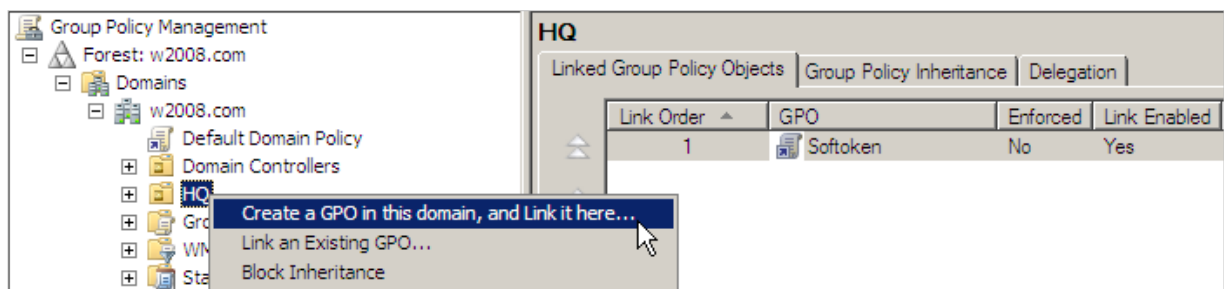 Group Policy Management
Forest: w2008.com
Domains
w2008.com
Default Domain Policy
Domain Controllers
HQ
Create a GPO in this domain, and Link it here...
Link an Existing GPO...
Block Inheritance
HQ
Linked Group Policy Objects Group Policy Inheritance Delegation
Link Order GPO Enforced Link Enabled
1 Softoken No Yes